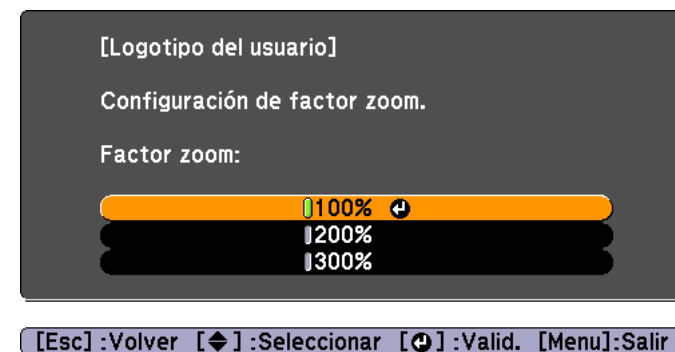 [Logotipo del usuario]
Configuración de factor zoom.
Factor zoom:
100%
200%
300%
[Esc] :Volver [◆] :Seleccionar [⏎] :Valid. [Menu]:Salir